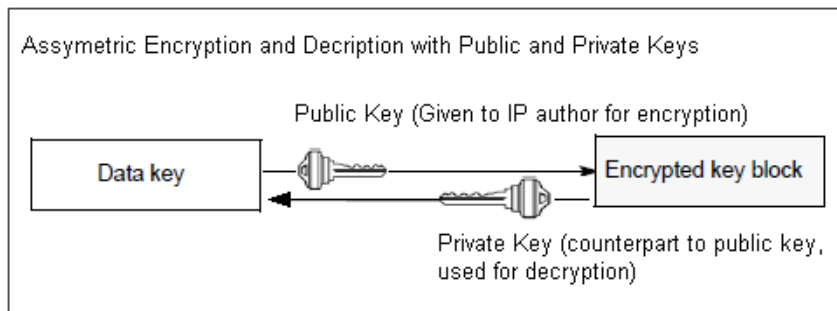 Assymetric Encryption and Decription with Public and Private Keys
Public Key (Given to IP author for encryption)
Data key
Encrypted key block
Private Key (counterpart to public key,
used for decryption)